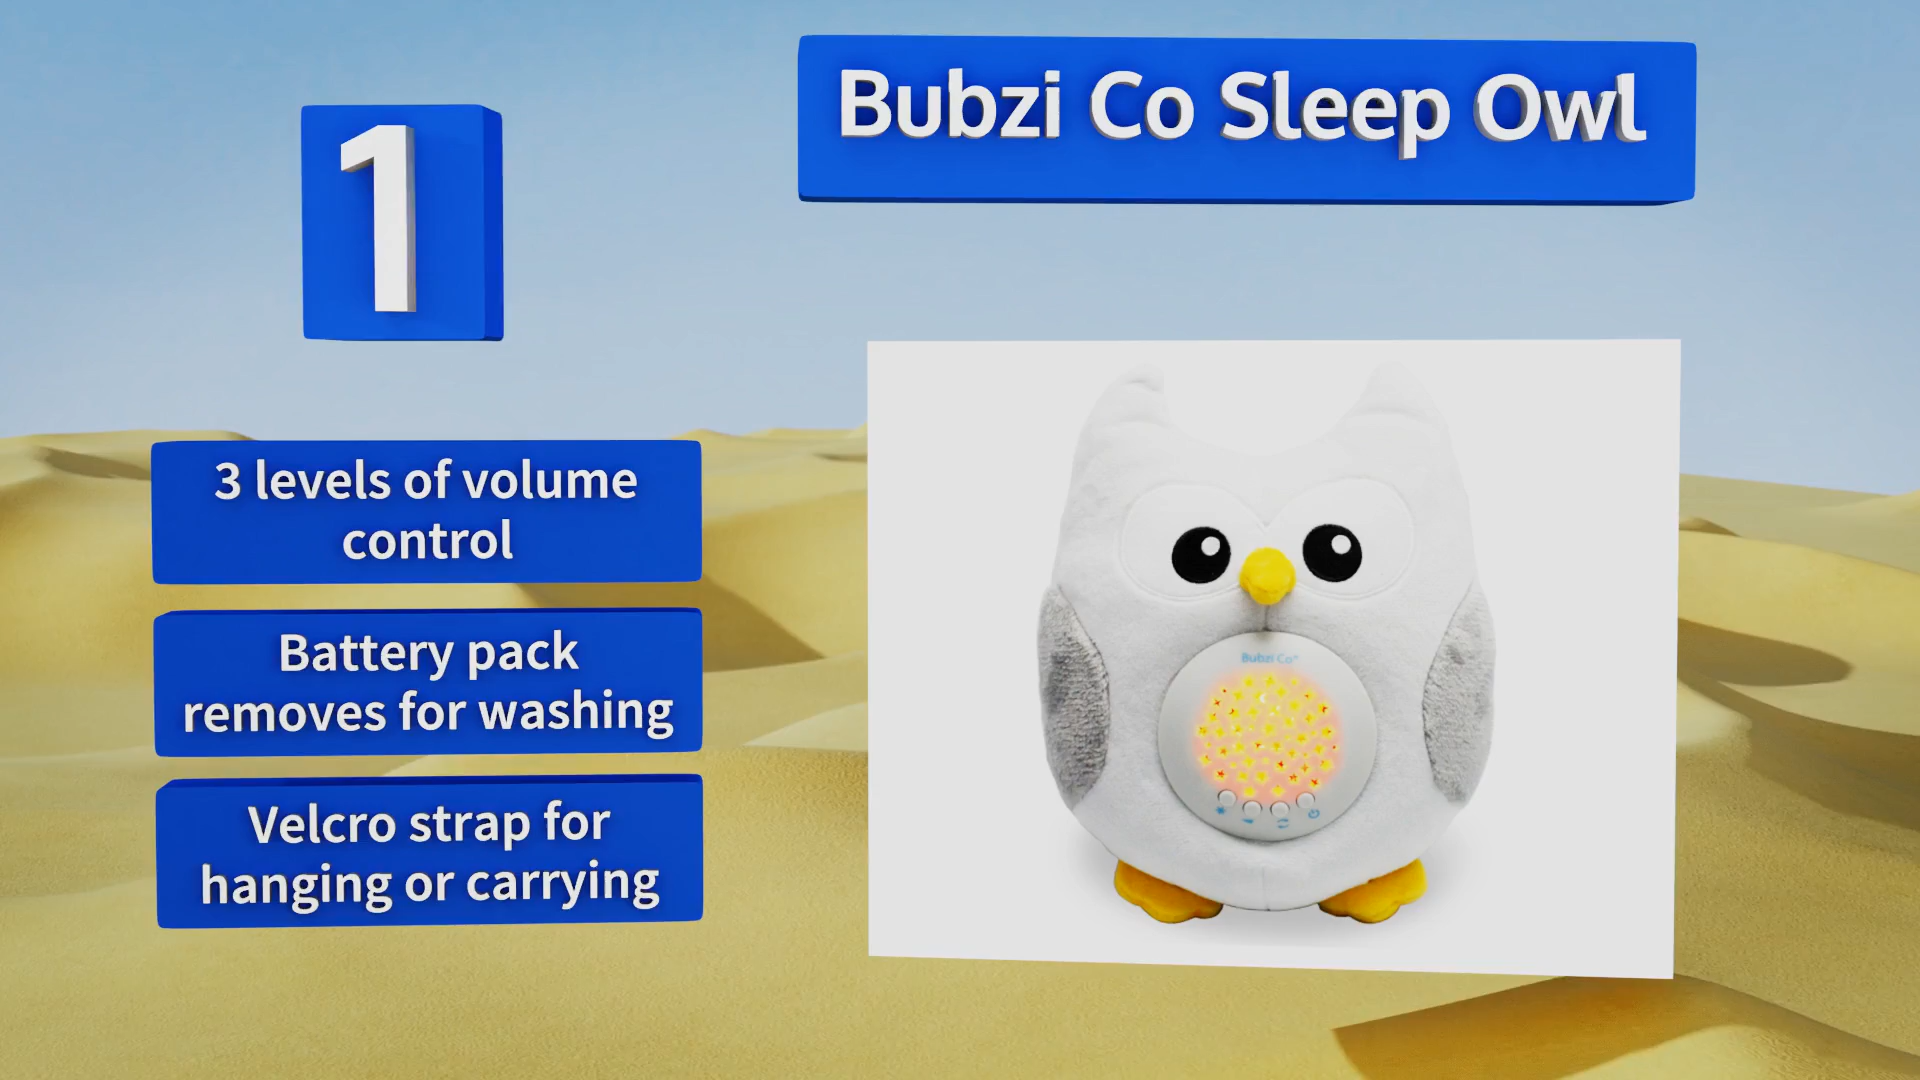 1
Bubzi Co Sleep Owl
3 levels of volume
control
Battery pack
removes for washing
Velcro strap for
hanging or carrying
Bubzi Co™